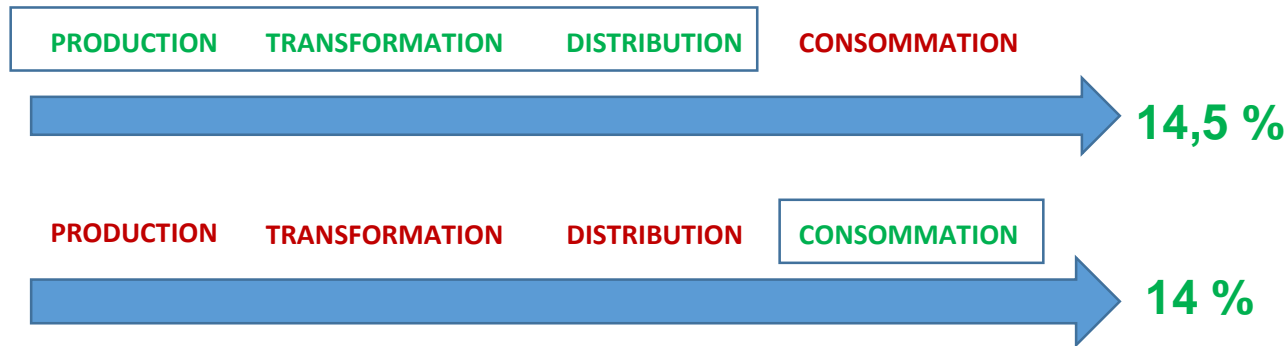 PRODUCTION TRANSFORMATION DISTRIBUTION CONSOMMATION
14,5 %
PRODUCTION TRANSFORMATION DISTRIBUTION CONSOMMATION
14 %